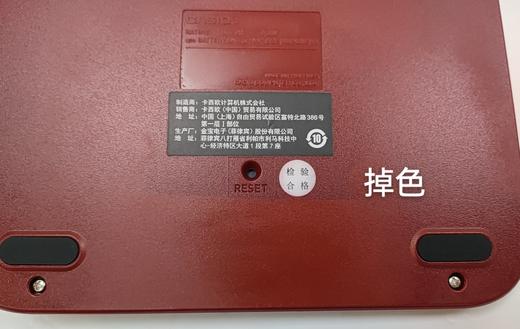 CASIO
制造商: 卡西欧计算机株式会社
销售商: 卡西欧(中国)贸易有限公司
地址: 中国(上海)自由贸易试验区富特北路386号
第一层I部位
生产厂: 金宝电子(菲律宾)股份有限公司
地址: 菲律宾八打雁省利帕市利马科技中
心-经济特区大道1段第7座
10
RESET
检验
合格
掉色